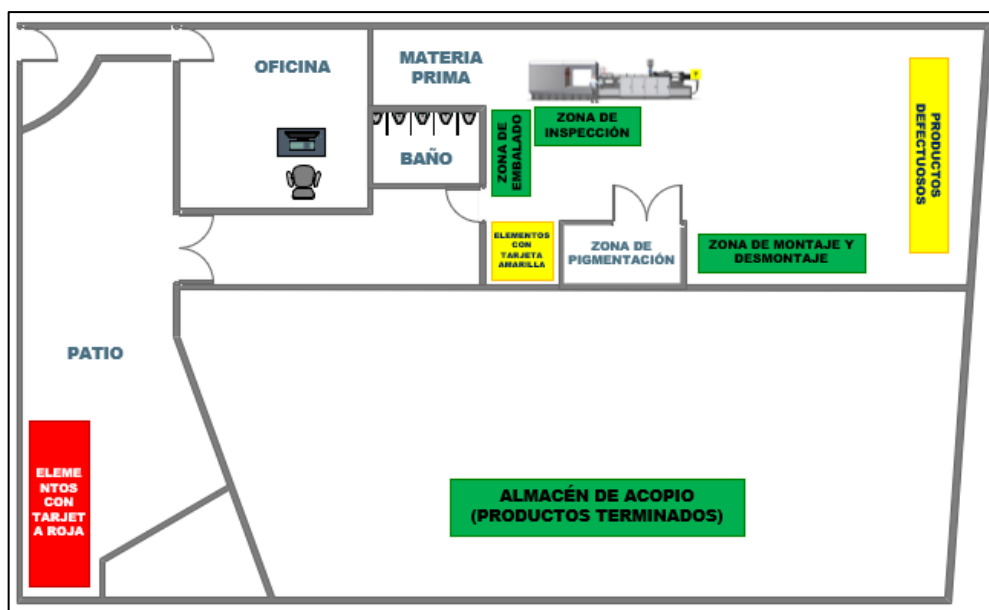 OFICINA
MATERIA
PRIMA
BAÑO
ZONA DE
EMBALADO
ZONA DE
INSPECCIÓN
PRODUCTOS
DEFECTUOSOS
ELEMENTOS
CON
TARJETA
AMARILLA
ZONA DE
PIGMENTACIÓN
ZONA DE MONTAJE Y
DESMONTAJE
PATIO
ELEME
NTOS
CON
TARJET
A ROJA
ALMACÉN DE ACOPIO
(PRODUCTOS TERMINADOS)